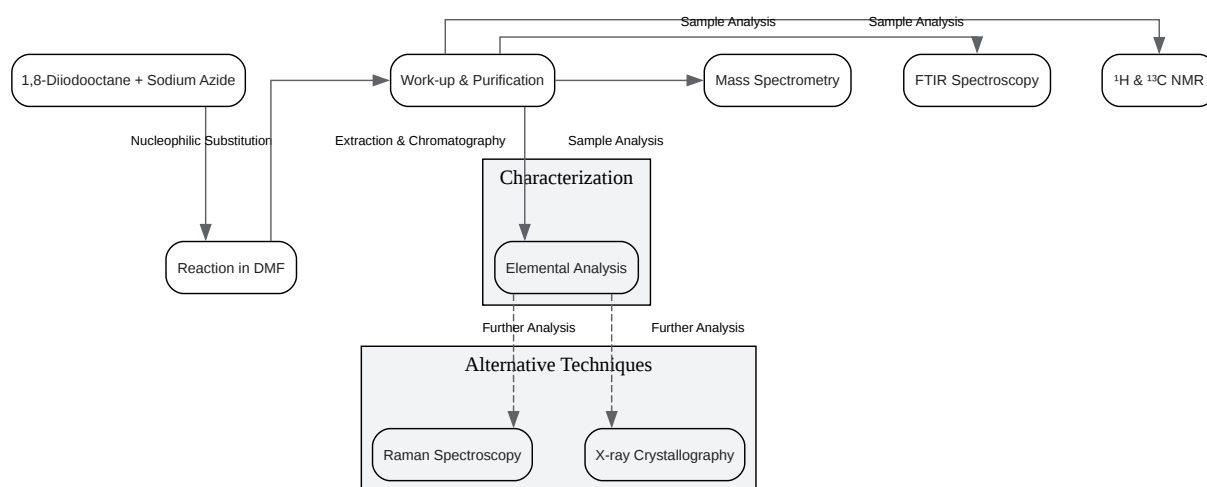 Sample Analysis
Sample Analysis
1,8-Diiodooctane + Sodium Azide
Work-up & Purification
Mass Spectrometry
FTIR Spectroscopy
¹H & ¹³C NMR
Nucleophilic Substitution
Extraction & Chromatography
Sample Analysis
Characterization
Reaction in DMF
Elemental Analysis
Further Analysis
Further Analysis
Alternative Techniques
Raman Spectroscopy
X-ray Crystallography